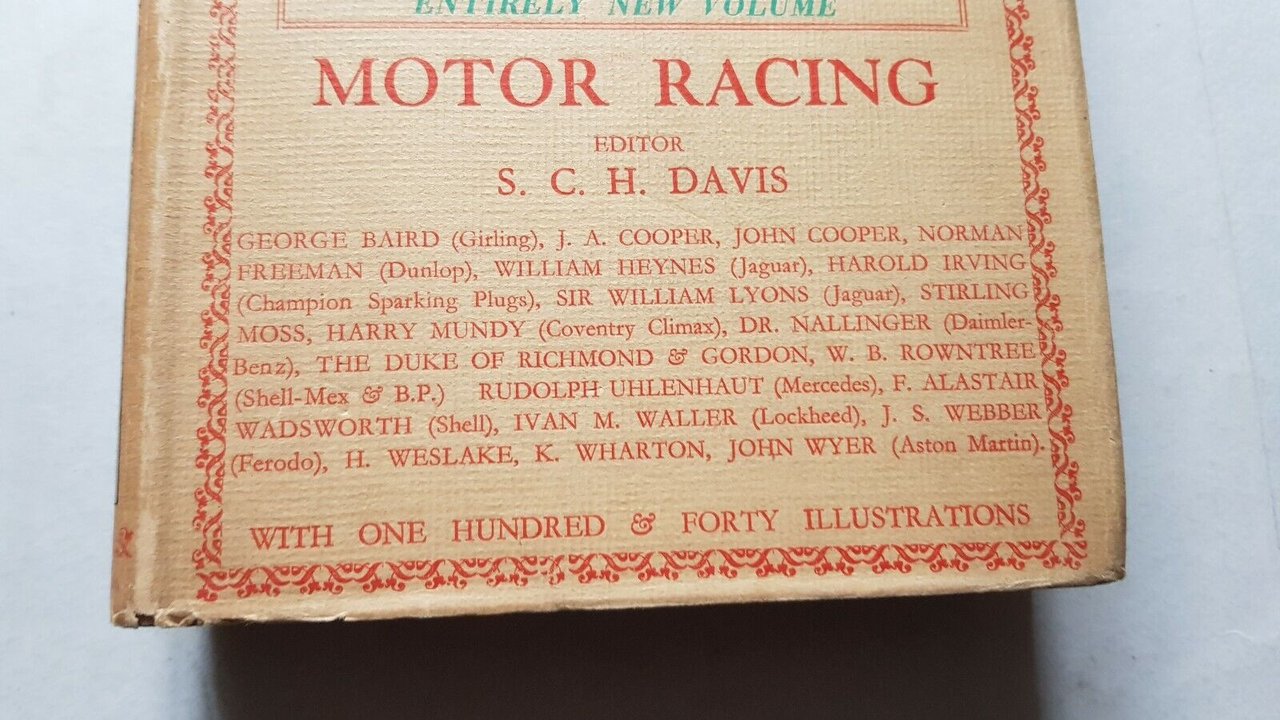 ENTIRELY NEW VOLUME
MOTOR RACING
EDITOR
S. C. H. DAVIS
GEORGE BAIRD (Girling), J. A. COOPER, JOHN COOPER, NORMAN
FREEMAN (Dunlop), WILLIAM HEYNES (Jaguar), HAROLD IRVING
(Champion Sparking Plugs), SIR WILLIAM LYONS (Jaguar), STIRLING
MOSS, HARRY MUNDY (Coventry Climax), DR. NALLINGER (Daimler-
Benz), THE DUKE OF RICHMOND & GORDON, W. B. ROWNTREE
(Shell-Mex & B.P.) RUDOLPH UHLENHAUT (Mercedes), F. ALASTAIR
WADSWORTH (Shell), IVAN M. WALLER (Lockheed), J. S. WEBBER
(Ferodo), H. WESLAKE, K. WHARTON, JOHN WYER (Aston Martin).
WITH ONE HUNDRED & FORTY ILLUSTRATIONS